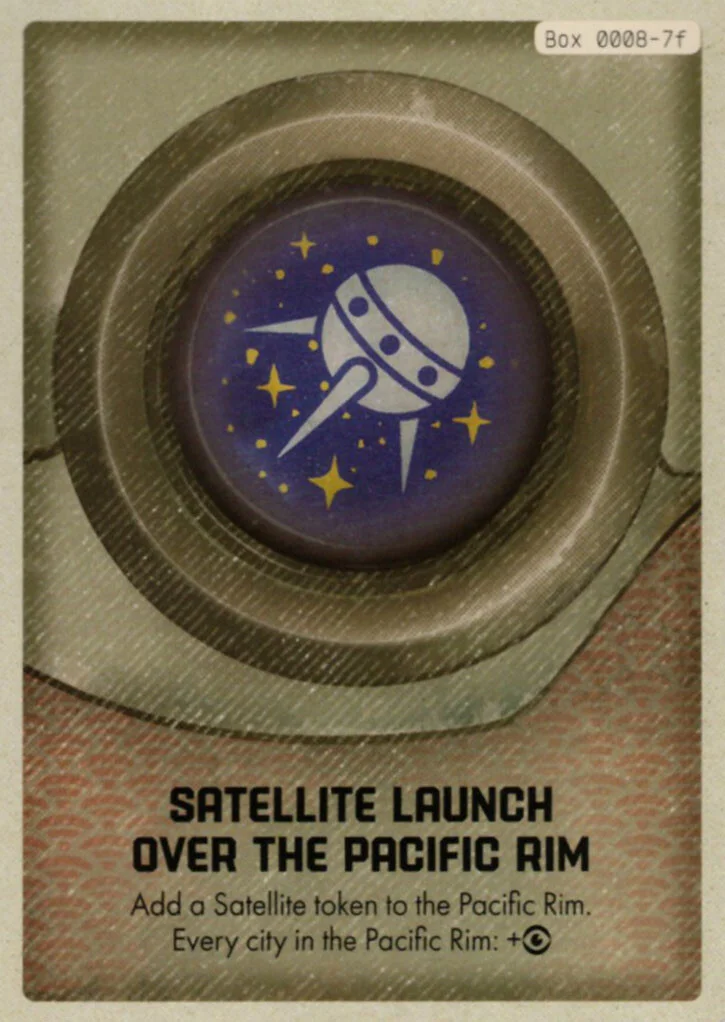 Box 0008-7f
SATELLITE LAUNCH
OVER THE PACIFIC RIM
Add a Satellite token to the Pacific Rim.
Every city in the Pacific Rim: +